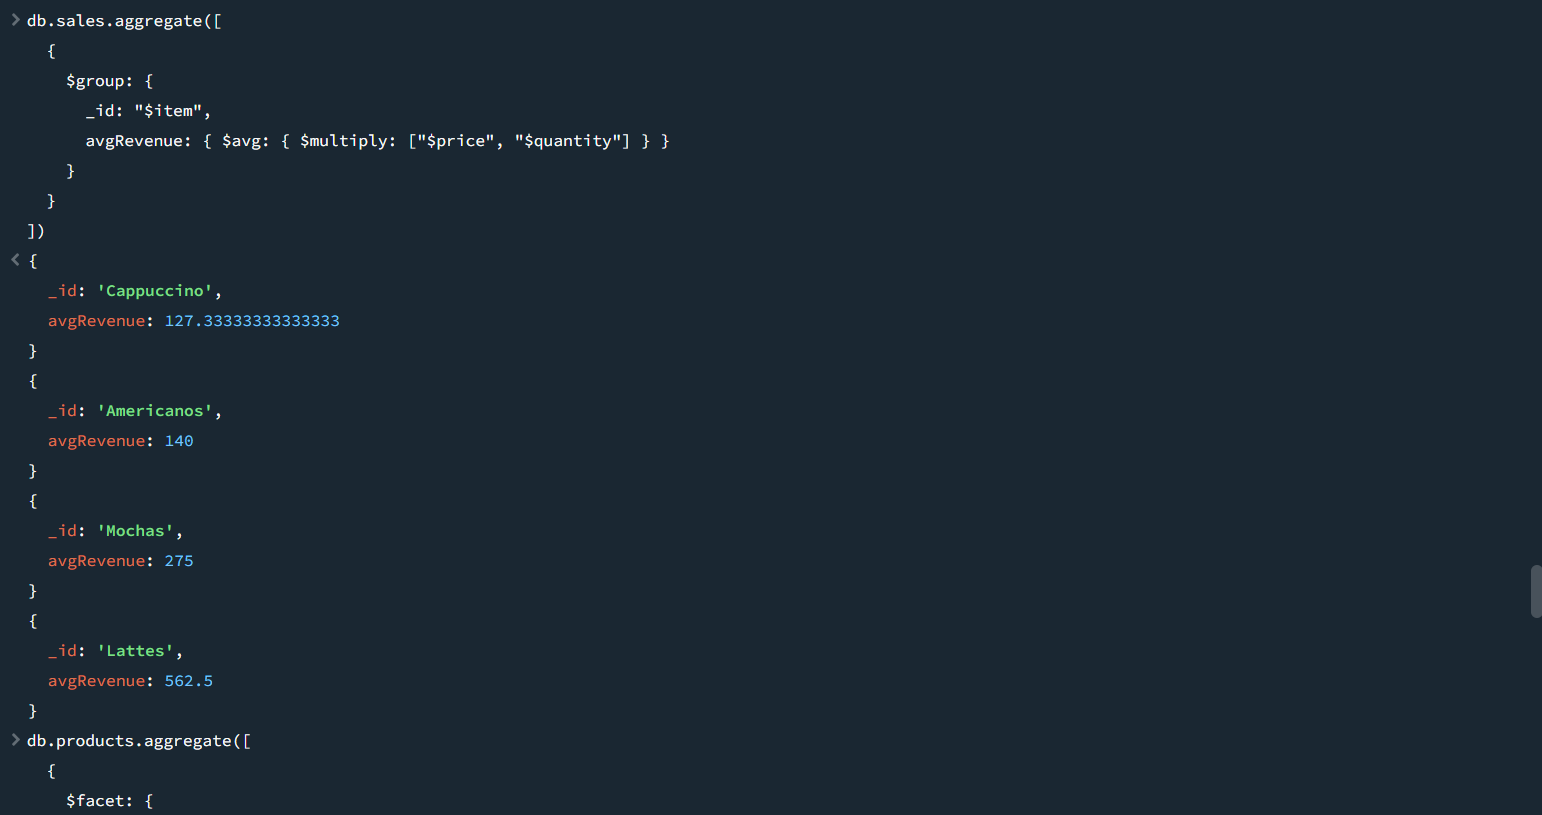 db.sales.aggregate([
{
$group: {
_id: "$item",
avgRevenue: { $avg: { $multiply: ["$price", "$quantity"] } }
}
}
])
{
_id: 'Cappuccino',
avgRevenue: 127.33333333333333
}
{
_id: 'Americanos',
avgRevenue: 140
}
{
_id: 'Mochas',
avgRevenue: 275
}
{
_id: 'Lattes',
avgRevenue: 562.5
}
db.products.aggregate([
{
$facet: {